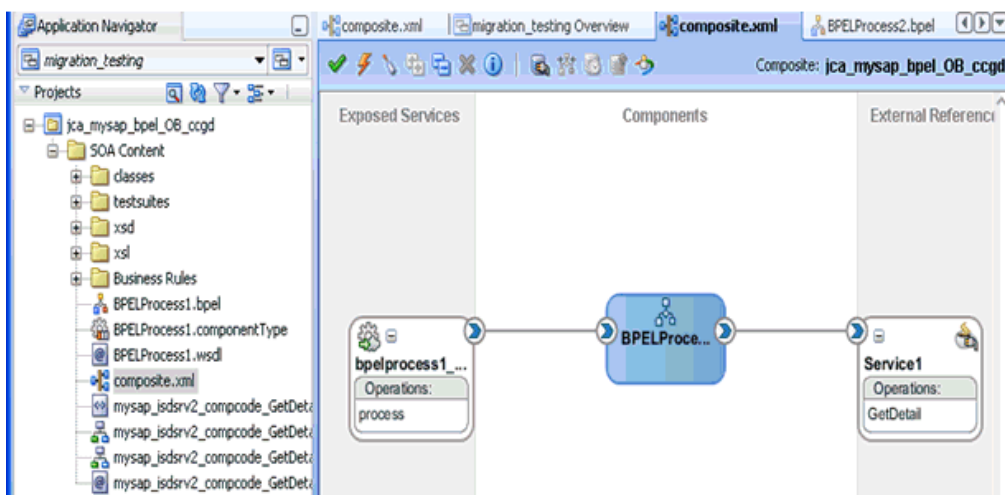 Application Navigator
migration_testing
Projects
jca_mysap_bpel_OB_ccgd
SOA Content
classes
testsuites
xsd
xsl
Business Rules
BPELProcess1.bpel
BPELProcess1.componentType
BPELProcess1.wsdl
composite.xml
mysap_isdsrv2_compcode_GetDeta
mysap_isdsrv2_compcode_GetDeta
mysap_isdsrv2_compcode_GetDeta
mysap_isdsrv2_compcode_GetDeta
composite.xml
migration_testing Overview
composite.xml
BPELProcess2.bpel
Composite: jca_mysap_bpel_OB_ccgd
Exposed Services
Components
External Referenc
bpelprocess1_...
Operations:
process
BPELProce...
Service1
Operations:
GetDetail